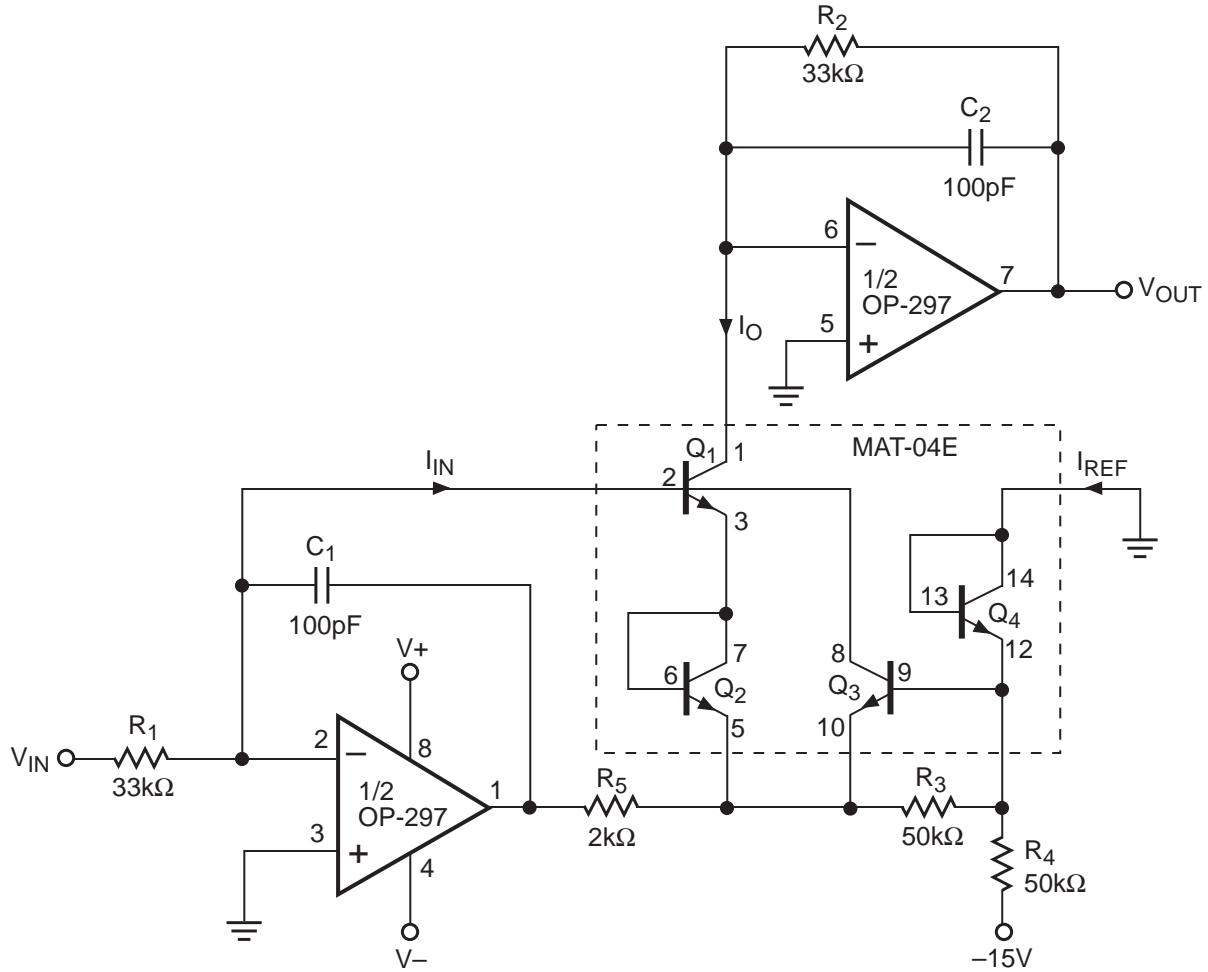 R2
33kΩ
C2
100pF
6
−
1/2
OP-297
7
VOUT
5
+
IO
MAT-04E
Q1
1
IIN
2
IREF
3
C1
100pF
14
13
Q4
12
V+
7
8
6
Q2
Q3
9
5
10
R1
VIN
33kΩ
2
−
8
1/2
OP-297
1
R5
2kΩ
R3
50kΩ
3
+
4
R4
50kΩ
V−
−15V